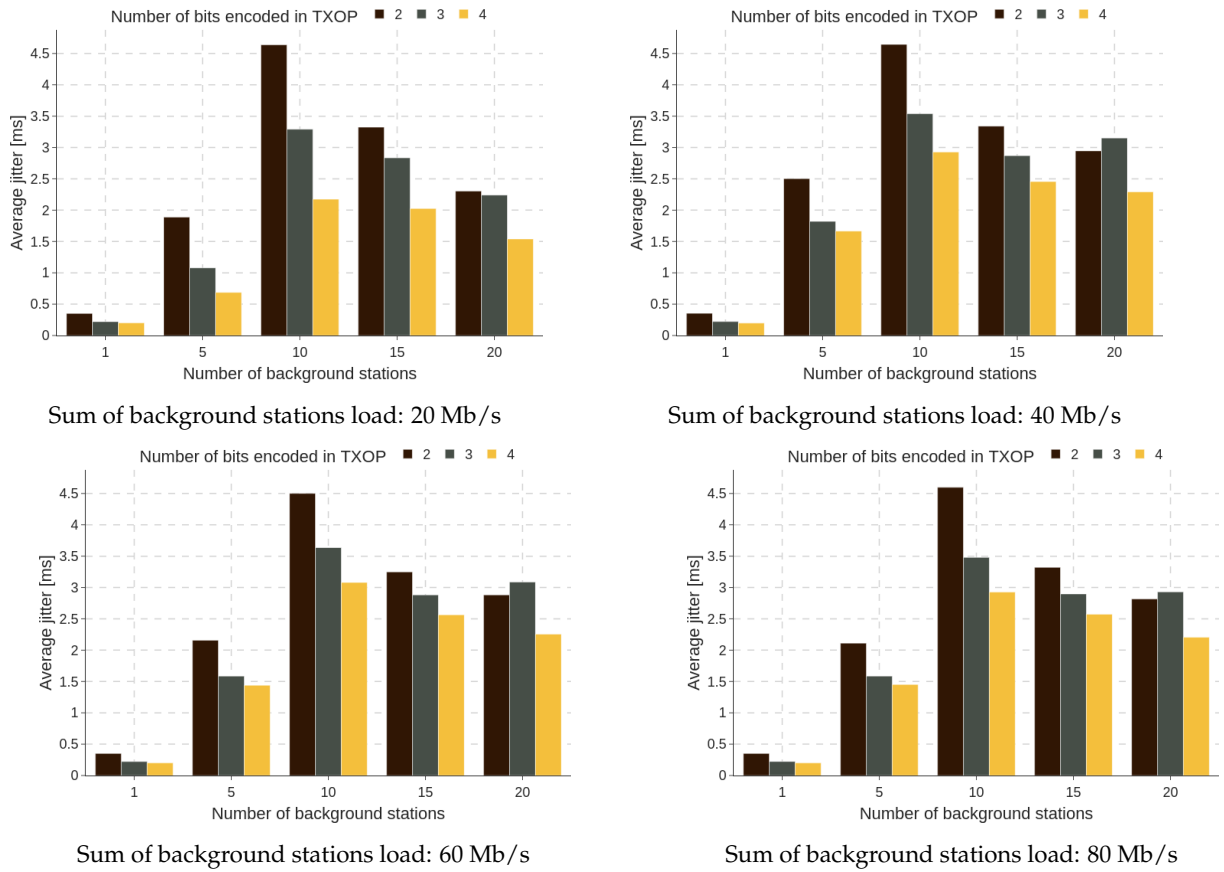 Number of bits encoded in TXOP 2 3 4
Average jitter [ms]
4.5
4
3.5
3
2.5
2
1.5
1
0.5
0
1 5 10 15 20
Number of background stations
Sum of background stations load: 20 Mb/s
Number of bits encoded in TXOP 2 3 4
Average jitter [ms]
4.5
4
3.5
3
2.5
2
1.5
1
0.5
0
1 5 10 15 20
Number of background stations
Sum of background stations load: 40 Mb/s
Number of bits encoded in TXOP 2 3 4
Average jitter [ms]
4.5
4
3.5
3
2.5
2
1.5
1
0.5
0
1 5 10 15 20
Number of background stations
Sum of background stations load: 60 Mb/s
Number of bits encoded in TXOP 2 3 4
Average jitter [ms]
4.5
4
3.5
3
2.5
2
1.5
1
0.5
0
1 5 10 15 20
Number of background stations
Sum of background stations load: 80 Mb/s